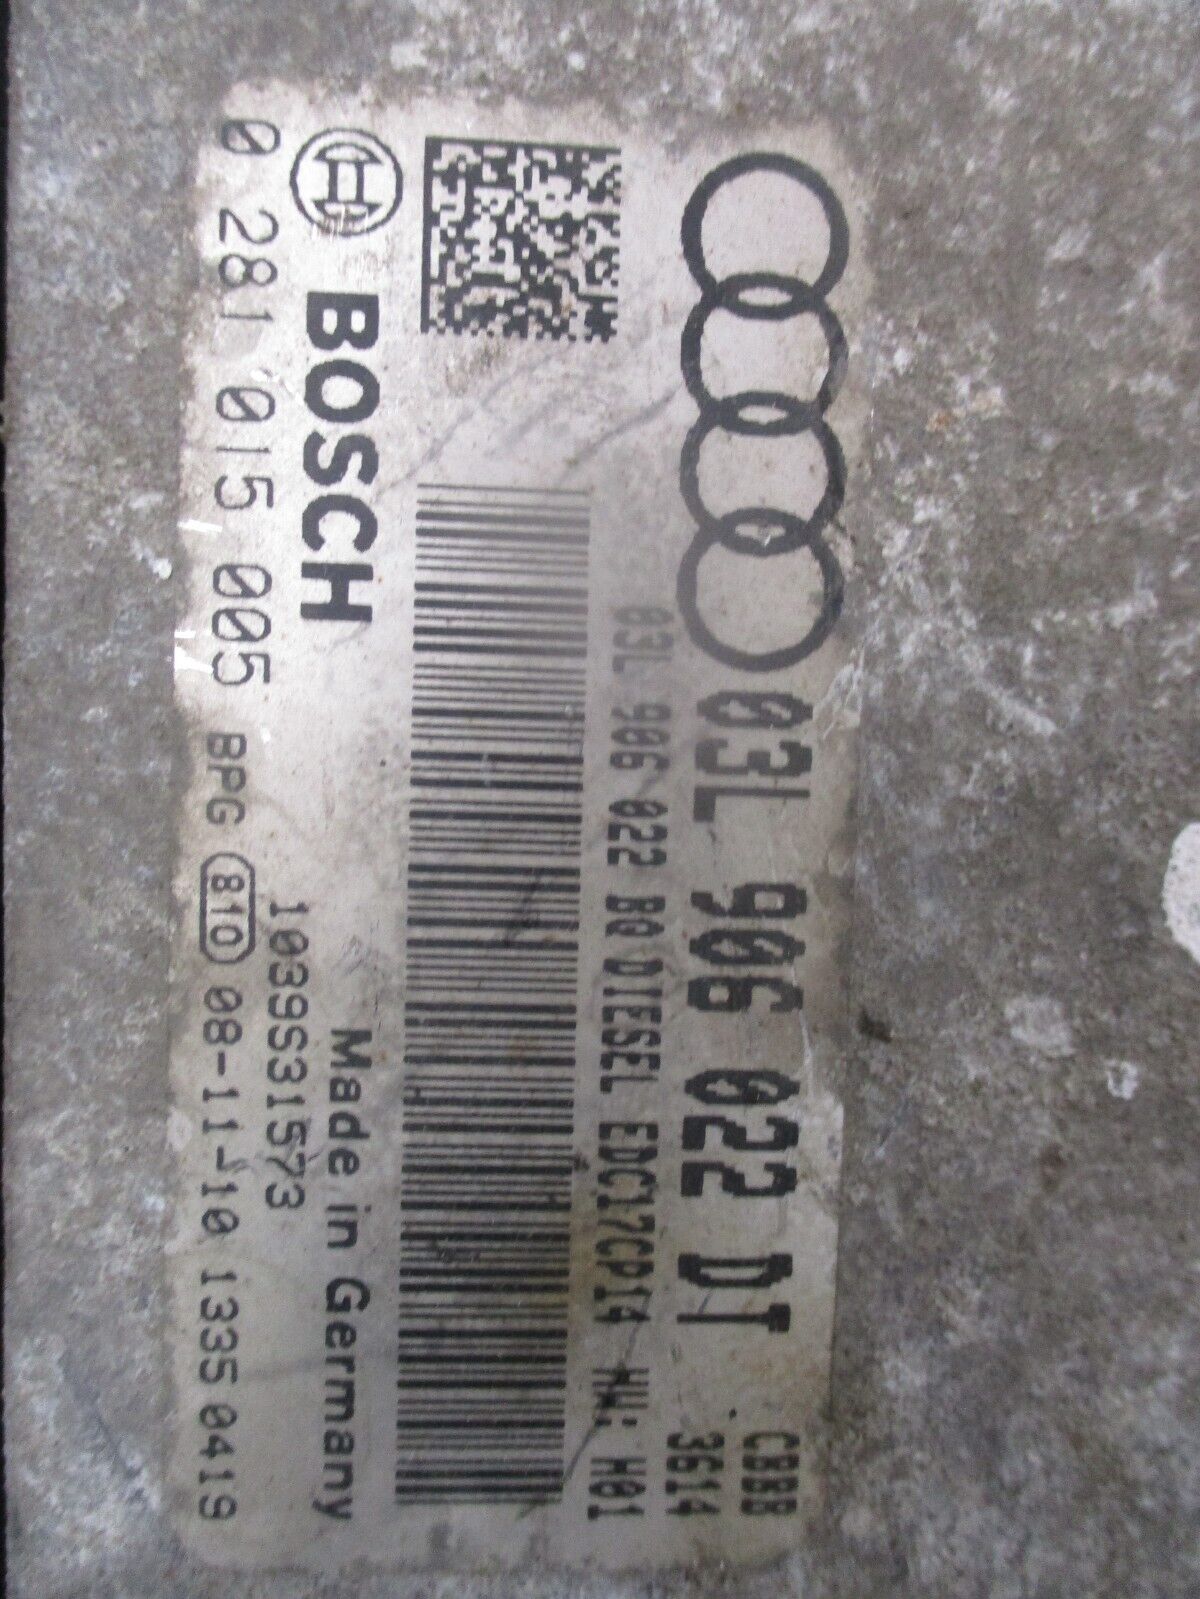 03L 906 022 DT
CBBB
3614
03L 906 022 BQ DIESEL EDC17CP14 HW: H01
BOSCH
Made in Germany
1039S31573
0 281 015 005 BPG 810 08-11-10 1335 0419